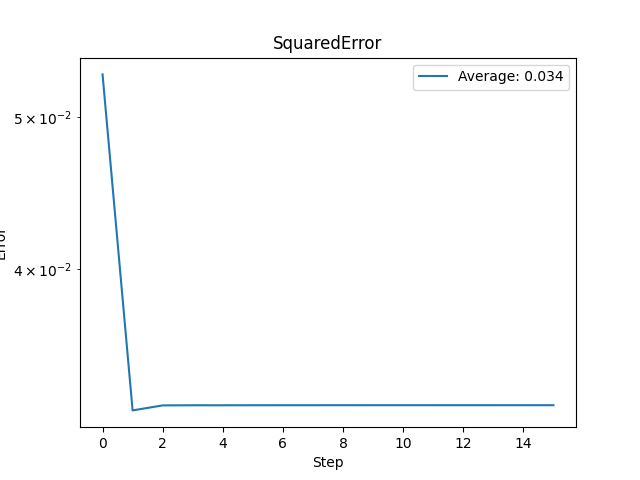 SquaredError
Average: 0.034
5 × 10⁻²
4 × 10⁻²
0 2 4 6 8 10 12 14
Step